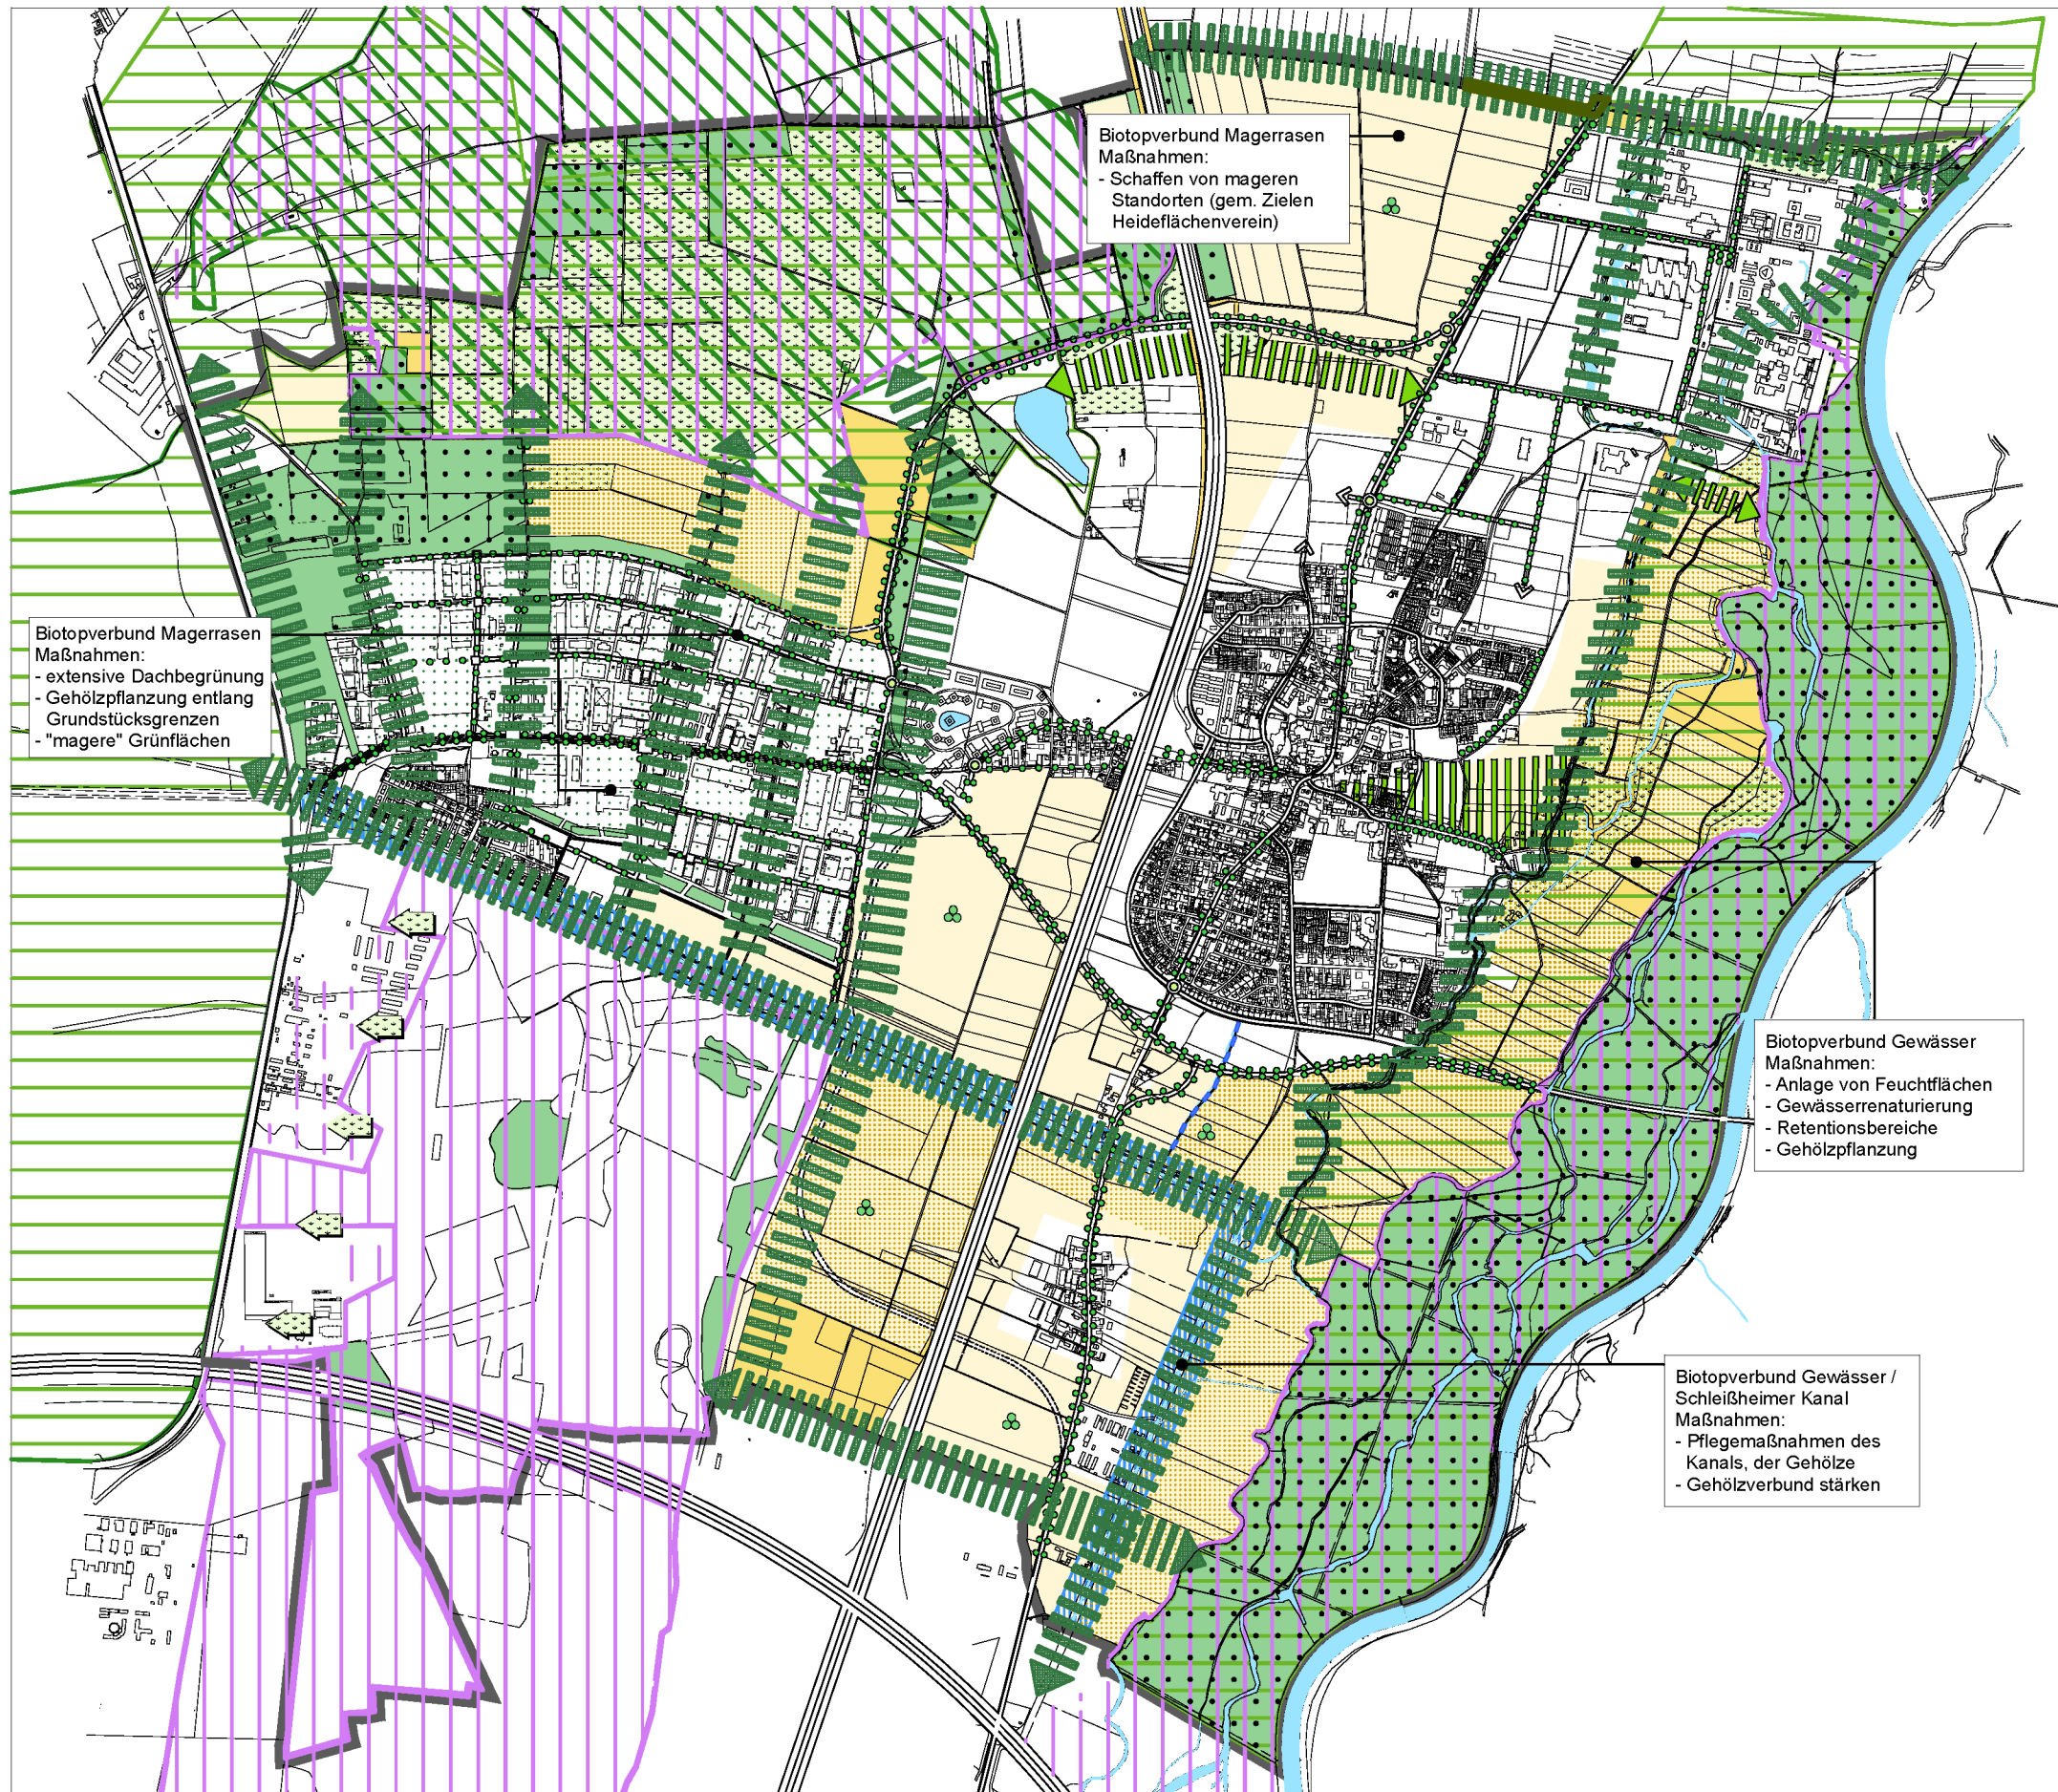 Biotopverbund Magerrasen
Maßnahmen:
- Schaffen von mageren
Standorten (gem. Zielen
Heideflächenverein)
Biotopverbund Magerrasen
Maßnahmen:
- extensive Dachbegrünung
- Gehölzpflanzung entlang
Grundstücksgrenzen
- "magere" Grünflächen
Biotopverbund Gewässer
Maßnahmen:
- Anlage von Feuchtflächen
- Gewässerrenaturierung
- Retentionsbereiche
- Gehölzpflanzung
Biotopverbund Gewässer /
Schleißheimer Kanal
Maßnahmen:
- Pflegemaßnahmen des
Kanals, der Gehölze
- Gehölzverbund stärken